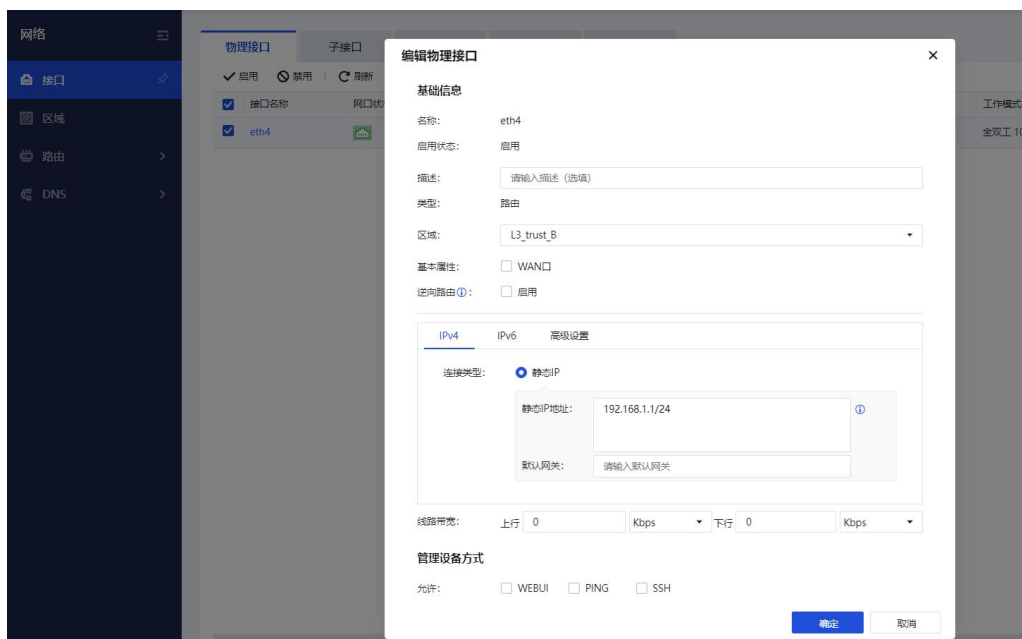 网络
接口
区域
路由
DNS
物理接口 子接口
启用 禁用 刷新
接口名称 网口状
eth4
工作模式
全双工 10
编辑物理接口
基础信息
名称: eth4
启用状态: 启用
描述: 请输入描述 (选填)
类型: 路由
区域: L3_trust_B
基本属性: WAN口
逆向路由: 启用
IPv4 IPv6 高级设置
连接类型: 静态IP
静态IP地址: 192.168.1.1/24
默认网关: 请输入默认网关
线路带宽: 上行 0 Kbps 下行 0 Kbps
管理设备方式
允许: WEBUI PING SSH
确定 取消